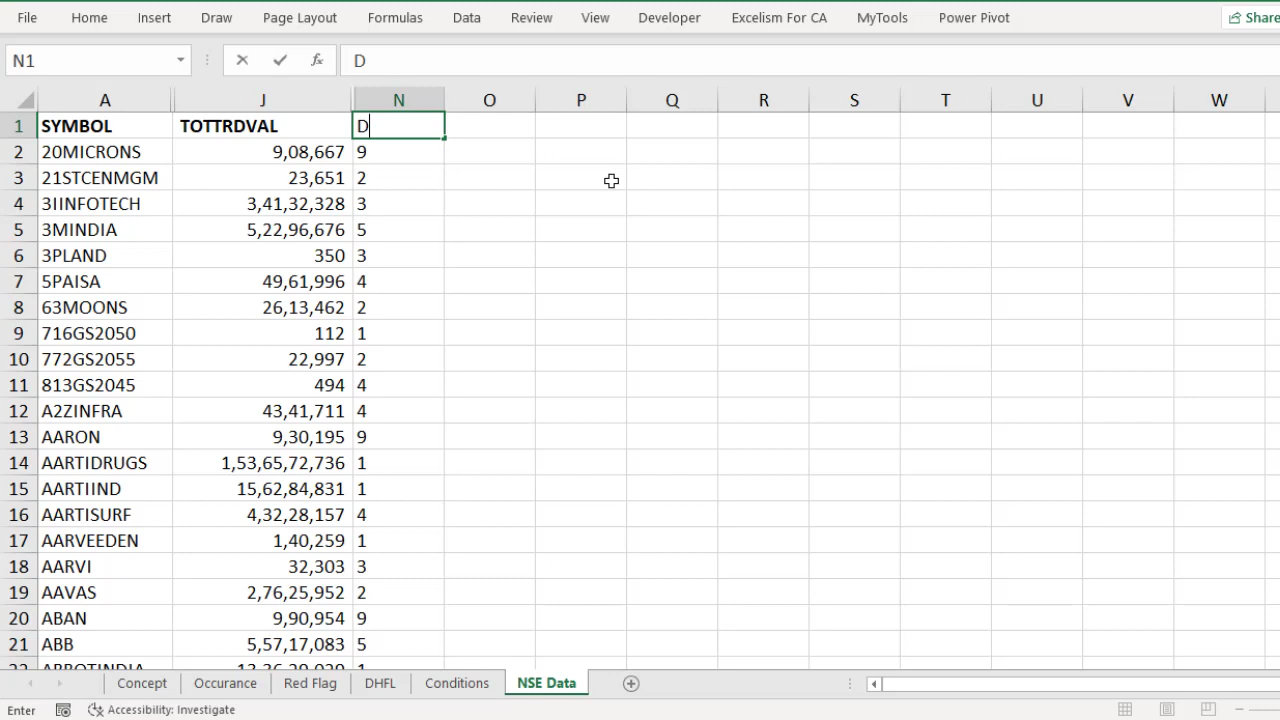 File Home Insert Draw Page Layout Formulas Data Review View Developer Excelism For CA MyTools Power Pivot Share
N1 fx D
A J N O P Q R S T U V W
1 SYMBOL TOTTRDVAL D
2 20MICRONS 9,08,667 9
3 21STCENMGM 23,651 2
4 3IINFOTECH 3,41,32,328 3
5 3MINDIA 5,22,96,676 5
6 3PLAND 350 3
7 5PAISA 49,61,996 4
8 63MOONS 26,13,462 2
9 716GS2050 112 1
10 772GS2055 22,997 2
11 813GS2045 494 4
12 A2ZINFRA 43,41,711 4
13 AARON 9,30,195 9
14 AARTIDRUGS 1,53,65,72,736 1
15 AARTIIND 15,62,84,831 1
16 AARTISURF 4,32,28,157 4
17 AARVEEDEN 1,40,259 1
18 AARVI 32,303 3
19 AAVAS 2,76,25,952 2
20 ABAN 9,90,954 9
21 ABB 5,57,17,083 5
22 ABBOTINDIA 1
Concept Occurance Red Flag DHFL Conditions NSE Data
Enter Accessibility: Investigate